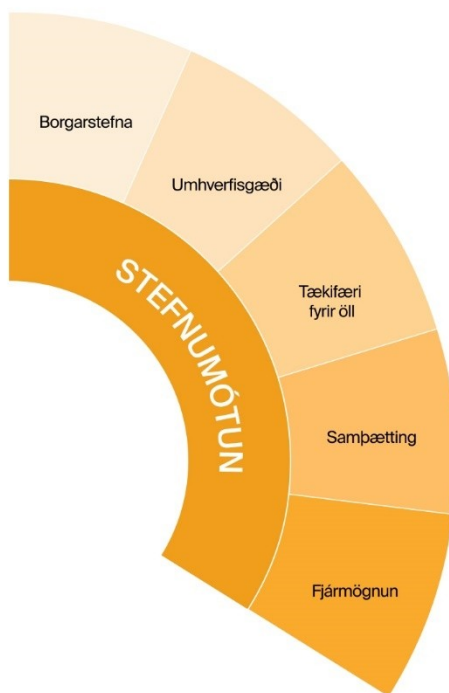 Borgarstefna
Umhverfisgæði
Tækifæri
fyrir öll
Samþætting
Fjármögnun
STEFNUMÓTUN